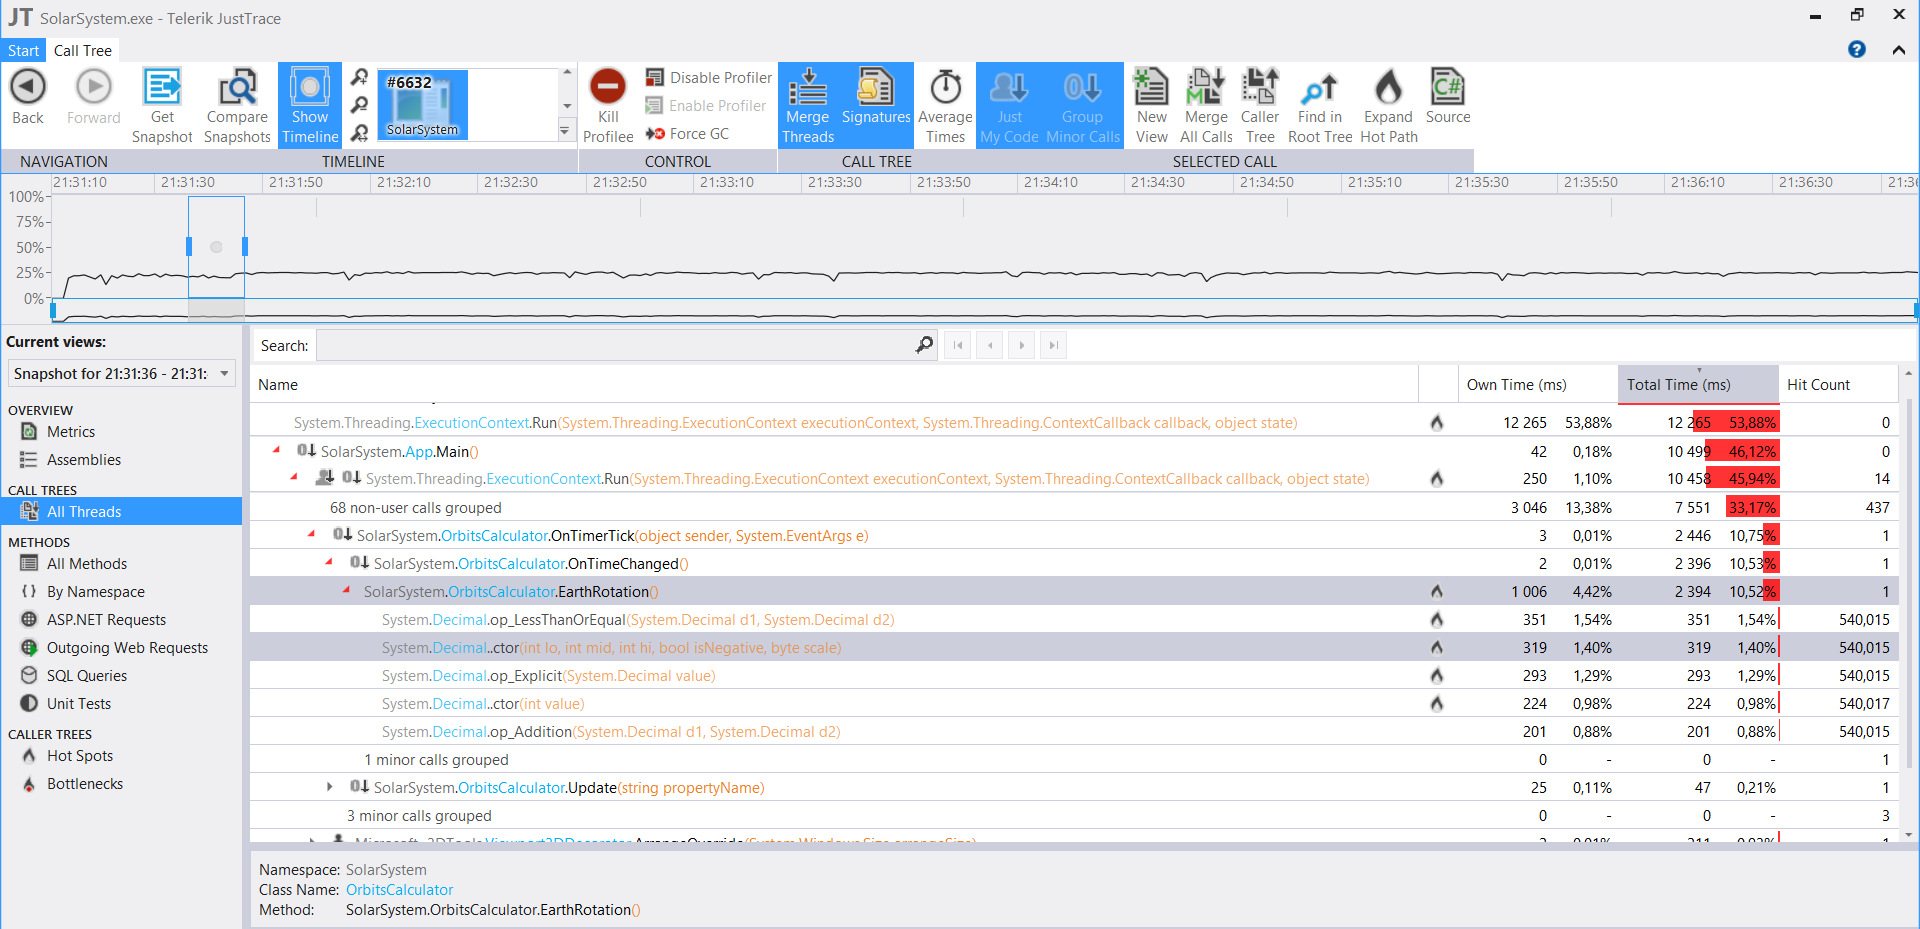 JT SolarSystem.exe - Telerik JustTrace
Start Call Tree
Back
Forward
Get Snapshot
Compare Snapshots
Show Timeline
#6632
SolarSystem
Kill Profilee
Disable Profiler
Enable Profiler
Force GC
Merge Threads
Signatures
Average Times
Just My Code
Group Minor Calls
New View
Merge All Calls
Caller Tree
Find in Root Tree
Expand Hot Path
Source
NAVIGATION TIMELINE CONTROL CALL TREE SELECTED CALL
21:31:10 21:31:30 21:31:50 21:32:10 21:32:30 21:32:50 21:33:10 21:33:30 21:33:50 21:34:10 21:34:30 21:34:50 21:35:10 21:35:30 21:35:50 21:36:10 21:36:30 21:36
100%
75%
50%
25%
0%
Current views:
Snapshot for 21:31:36 - 21:31:
OVERVIEW
Metrics
Assemblies
CALL TREES
All Threads
METHODS
All Methods
By Namespace
ASP.NET Requests
Outgoing Web Requests
SQL Queries
Unit Tests
CALLER TREES
Hot Spots
Bottlenecks
Search:
Name Own Time (ms) Total Time (ms) Hit Count
System.Threading.ExecutionContext.Run(System.Threading.ExecutionContext executionContext, System.Threading.ContextCallback callback, object state) 12 265 53,88% 12 265 53,88% 0
SolarSystem.App.Main() 42 0,18% 10 499 46,12% 0
System.Threading.ExecutionContext.Run(System.Threading.ExecutionContext executionContext, System.Threading.ContextCallback callback, object state) 250 1,10% 10 458 45,94% 14
68 non-user calls grouped 3 046 13,38% 7 551 33,17% 437
SolarSystem.OrbitsCalculator.OnTimerTick(object sender, System.EventArgs e) 3 0,01% 2 446 10,75% 1
SolarSystem.OrbitsCalculator.OnTimeChanged() 2 0,01% 2 396 10,53% 1
SolarSystem.OrbitsCalculator.EarthRotation() 1 006 4,42% 2 394 10,52% 1
System.Decimal.op_LessThanOrEqual(System.Decimal d1, System.Decimal d2) 351 1,54% 351 1,54% 540,015
System.Decimal..ctor(int lo, int mid, int hi, bool isNegative, byte scale) 319 1,40% 319 1,40% 540,015
System.Decimal.op_Explicit(System.Decimal value) 293 1,29% 293 1,29% 540,015
System.Decimal..ctor(int value) 224 0,98% 224 0,98% 540,017
System.Decimal.op_Addition(System.Decimal d1, System.Decimal d2) 201 0,88% 201 0,88% 540,015
1 minor calls grouped 0 - 0 - 1
SolarSystem.OrbitsCalculator.Update(string propertyName) 25 0,11% 47 0,21% 1
3 minor calls grouped 0 - 0 - 3
Namespace: SolarSystem
Class Name: OrbitsCalculator
Method: SolarSystem.OrbitsCalculator.EarthRotation()